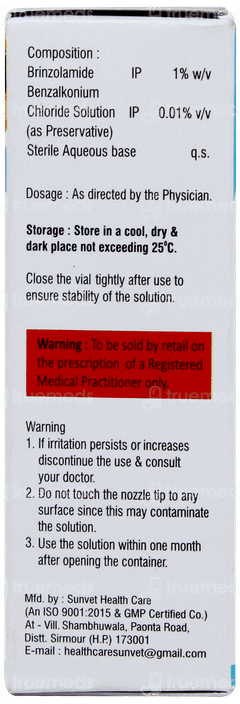 truemeds
Composition :
Brinzolamide IP 1% w/v
Benzalkonium
Chloride Solution IP 0.01% v/v
(as Preservative)
Sterile Aqueous base q.s.
Dosage : As directed by the Physician.
Storage : Store in a cool, dry &
dark place not exceeding 25°C.
Close the vial tightly after use to
ensure stability of the solution.
Warning : To be sold by retail on
the prescription of a Registered
Medical Practitioner only.
truemeds
Warning
1. If irritation persists or increases
discontinue the use & consult
your doctor.
2. Do not touch the nozzle tip to any
surface since this may contaminate
the solution.
3. Use the solution within one month
after opening the container.
Mfd. by : Sunvet Health Care
(An ISO 9001:2015 & GMP Certified Co.)
At - Vill. Shambhuwala, Paonta Road,
Distt. Sirmour (H.P.) 173001
E-mail : healthcaresunvet@gmail.com
truemeds